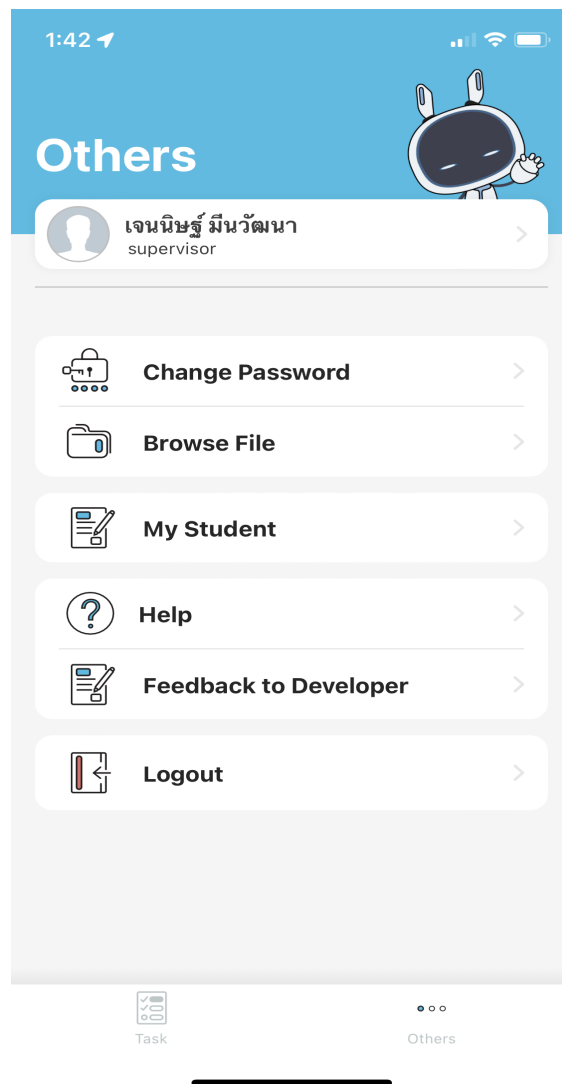 1:42
Others
เจนนิษฐ์ มีนวัฒนา
supervisor
Change Password
Browse File
My Student
?
Help
Feedback to Developer
Logout
Task
Others